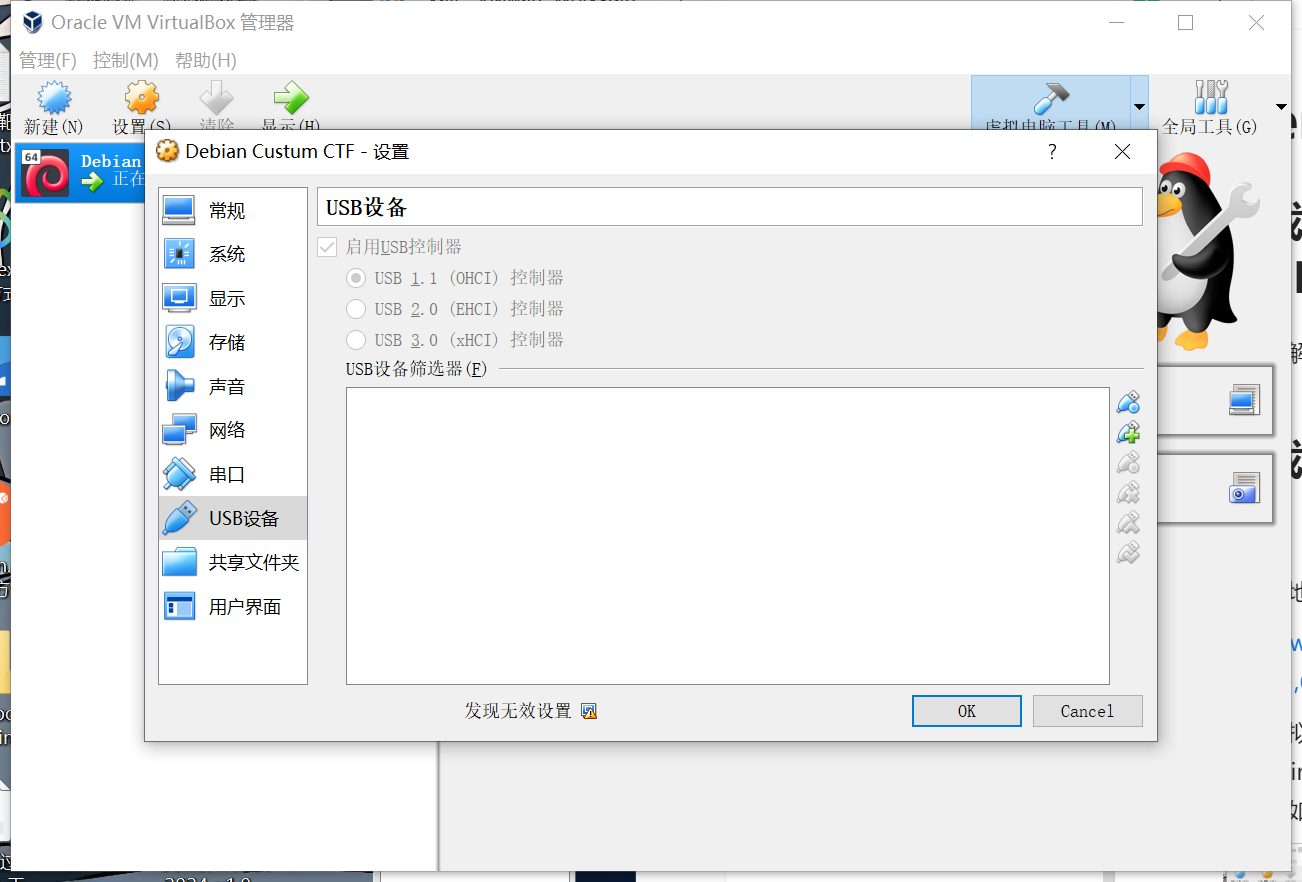 Oracle VM VirtualBox 管理器
管理(F) 控制(M) 帮助(H)
新建(N) 设置(S) 清除 显示(H) 虚拟电脑工具(M) 全局工具(G)
64 Debian
正在
Debian Custum CTF - 设置 ?
常规
系统
显示
存储
声音
网络
串口
USB设备
共享文件夹
用户界面
USB设备
启用USB控制器
USB 1.1 (OHCI) 控制器
USB 2.0 (EHCI) 控制器
USB 3.0 (xHCI) 控制器
USB设备筛选器(F)
发现无效设置
OK Cancel